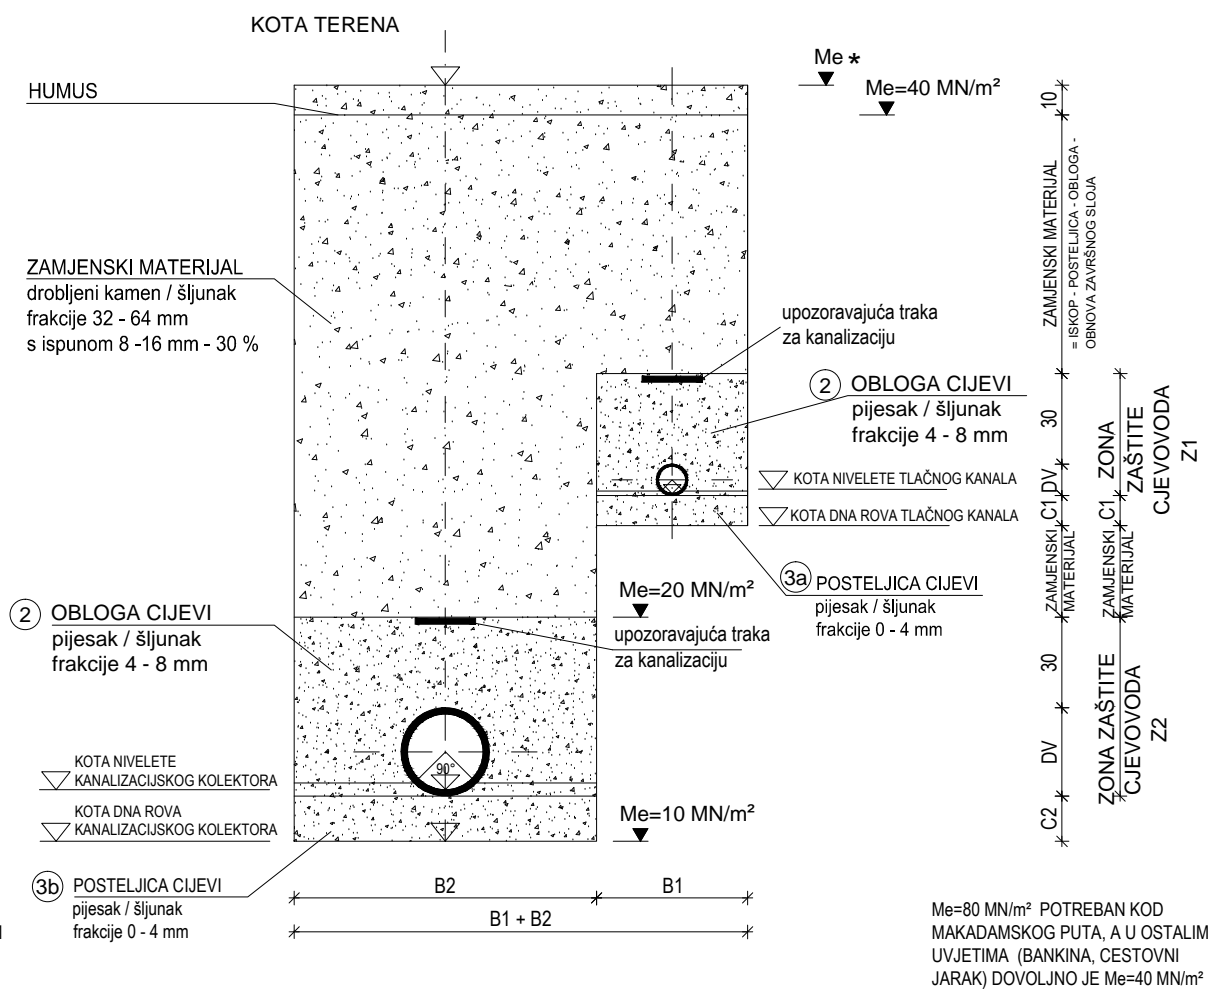 KOTA TERENA
Me *
Me=40 MN/m²
HUMUS
10
ZAMJENSKI MATERIJAL
= ISKOP - POSTELJICA - OBLOGA -
OBNOVA ZAVRŠNOG SLOJA
ZAMJENSKI MATERIJAL
drobljeni kamen / šljunak
frakcije 32 - 64 mm
s ispunom 8 -16 mm - 30 %
upozoravajuća traka
za kanalizaciju
2 OBLOGA CIJEVI
pijesak / šljunak
frakcije 4 - 8 mm
30
DV
C1
C1
ZONA
ZAŠTITE
CJEVOVODA
Z1
KOTA NIVELETE TLAČNOG KANALA
KOTA DNA ROVA TLAČNOG KANALA
ZAMJENSKI
MATERIJAL
ZAMJENSKI
MATERIJAL
3a POSTELJICA CIJEVI
pijesak / šljunak
frakcije 0 - 4 mm
Me=20 MN/m²
2 OBLOGA CIJEVI
pijesak / šljunak
frakcije 4 - 8 mm
upozoravajuća traka
za kanalizaciju
30
DV
C2
ZONA ZAŠTITE
CJEVOVODA
Z2
90°
KOTA NIVELETE
KANALIZACIJSKOG KOLEKTORA
KOTA DNA ROVA
KANALIZACIJSKOG KOLEKTORA
Me=10 MN/m²
3b POSTELJICA CIJEVI
pijesak / šljunak
frakcije 0 - 4 mm
B2
B1
B1 + B2
Me=80 MN/m² POTREBAN KOD
MAKADAMSKOG PUTA, A U OSTALIM
UVJETIMA (BANKINA, CESTOVNI
JARAK) DOVOLJNO JE Me=40 MN/m²